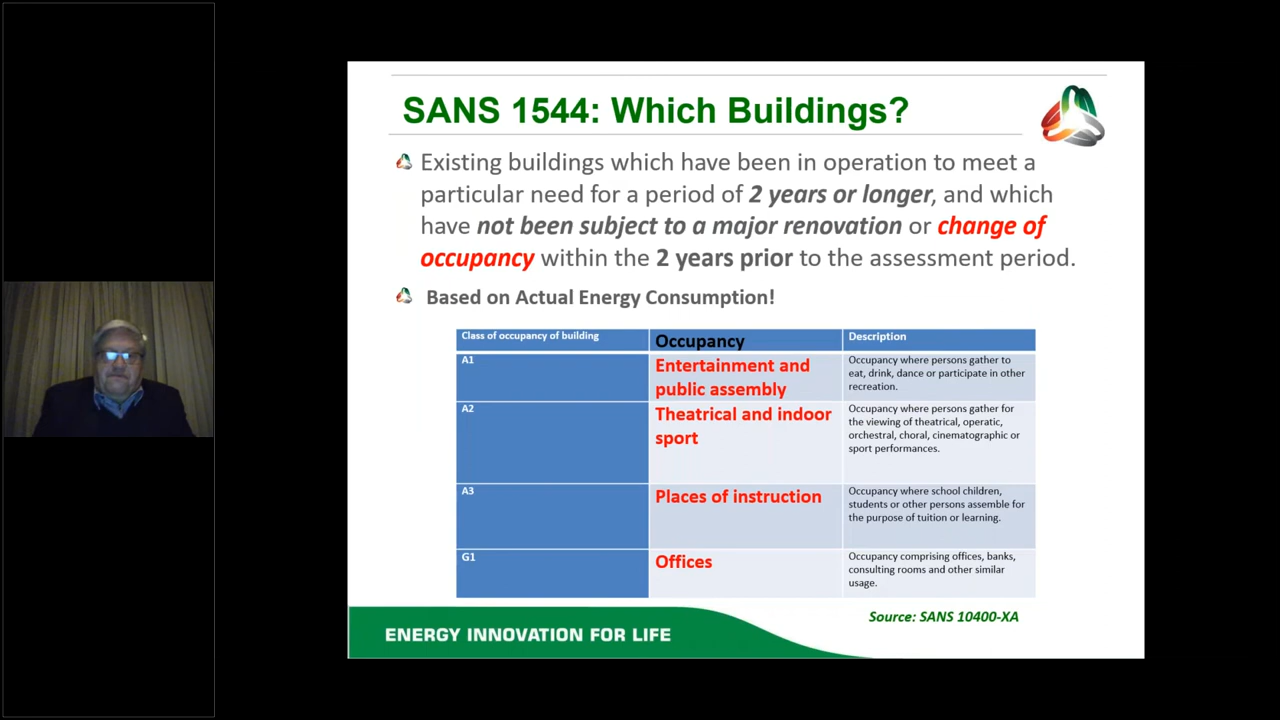 SANS 1544: Which Buildings?
Existing buildings which have been in operation to meet a
particular need for a period of 2 years or longer, and which
have not been subject to a major renovation or change of
occupancy within the 2 years prior to the assessment period.
Based on Actual Energy Consumption!
Class of occupancy of building
Occupancy
Description
A1
Entertainment and
public assembly
Occupancy where persons gather to
eat, drink, dance or participate in other
recreation.
A2
Theatrical and indoor
sport
Occupancy where persons gather for
the viewing of theatrical, operatic,
orchestral, choral, cinematographic or
sport performances.
A3
Places of instruction
Occupancy where school children,
students or other persons assemble for
the purpose of tuition or learning.
G1
Offices
Occupancy comprising offices, banks,
consulting rooms and other similar
usage.
Source: SANS 10400-XA
ENERGY INNOVATION FOR LIFE